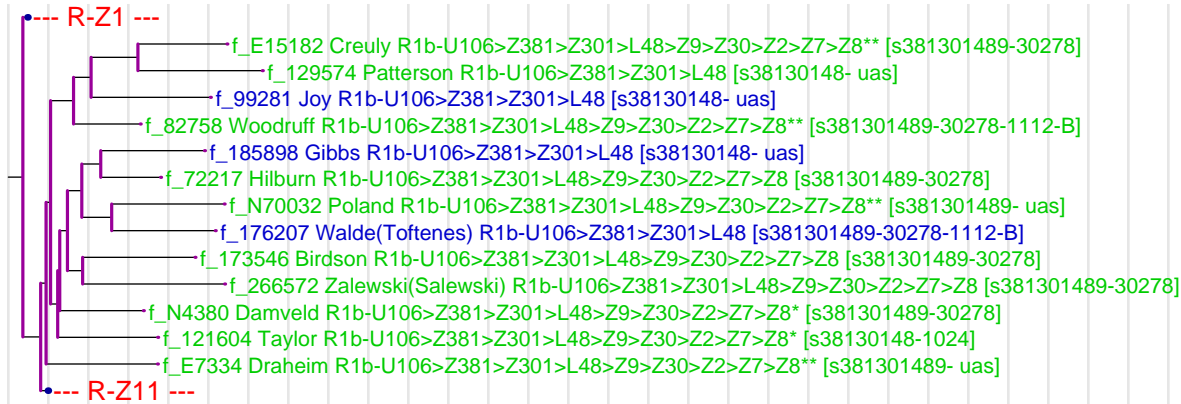 --- R-Z1 ---
f_E15182 Creuly R1b-U106>Z381>Z301>L48>Z9>Z30>Z2>Z7>Z8** [s381301489-30278]
f_129574 Patterson R1b-U106>Z381>Z301>L48 [s38130148- uas]
f_99281 Joy R1b-U106>Z381>Z301>L48 [s38130148- uas]
f_82758 Woodruff R1b-U106>Z381>Z301>L48>Z9>Z30>Z2>Z7>Z8** [s381301489-30278-1112-B]
f_185898 Gibbs R1b-U106>Z381>Z301>L48 [s38130148- uas]
f_72217 Hilburn R1b-U106>Z381>Z301>L48>Z9>Z30>Z2>Z7>Z8 [s381301489-30278]
f_N70032 Poland R1b-U106>Z381>Z301>L48>Z9>Z30>Z2>Z7>Z8** [s381301489- uas]
f_176207 Walde(Toftenes) R1b-U106>Z381>Z301>L48 [s381301489-30278-1112-B]
f_173546 Birdson R1b-U106>Z381>Z301>L48>Z9>Z30>Z2>Z7>Z8 [s381301489-30278]
f_266572 Zalewski(Salewski) R1b-U106>Z381>Z301>L48>Z9>Z30>Z2>Z7>Z8 [s381301489-30278]
f_N4380 Damveld R1b-U106>Z381>Z301>L48>Z9>Z30>Z2>Z7>Z8* [s381301489-30278]
f_121604 Taylor R1b-U106>Z381>Z301>L48>Z9>Z30>Z2>Z7>Z8* [s38130148-1024]
f_E7334 Draheim R1b-U106>Z381>Z301>L48>Z9>Z30>Z2>Z7>Z8** [s381301489- uas]
--- R-Z11 ---